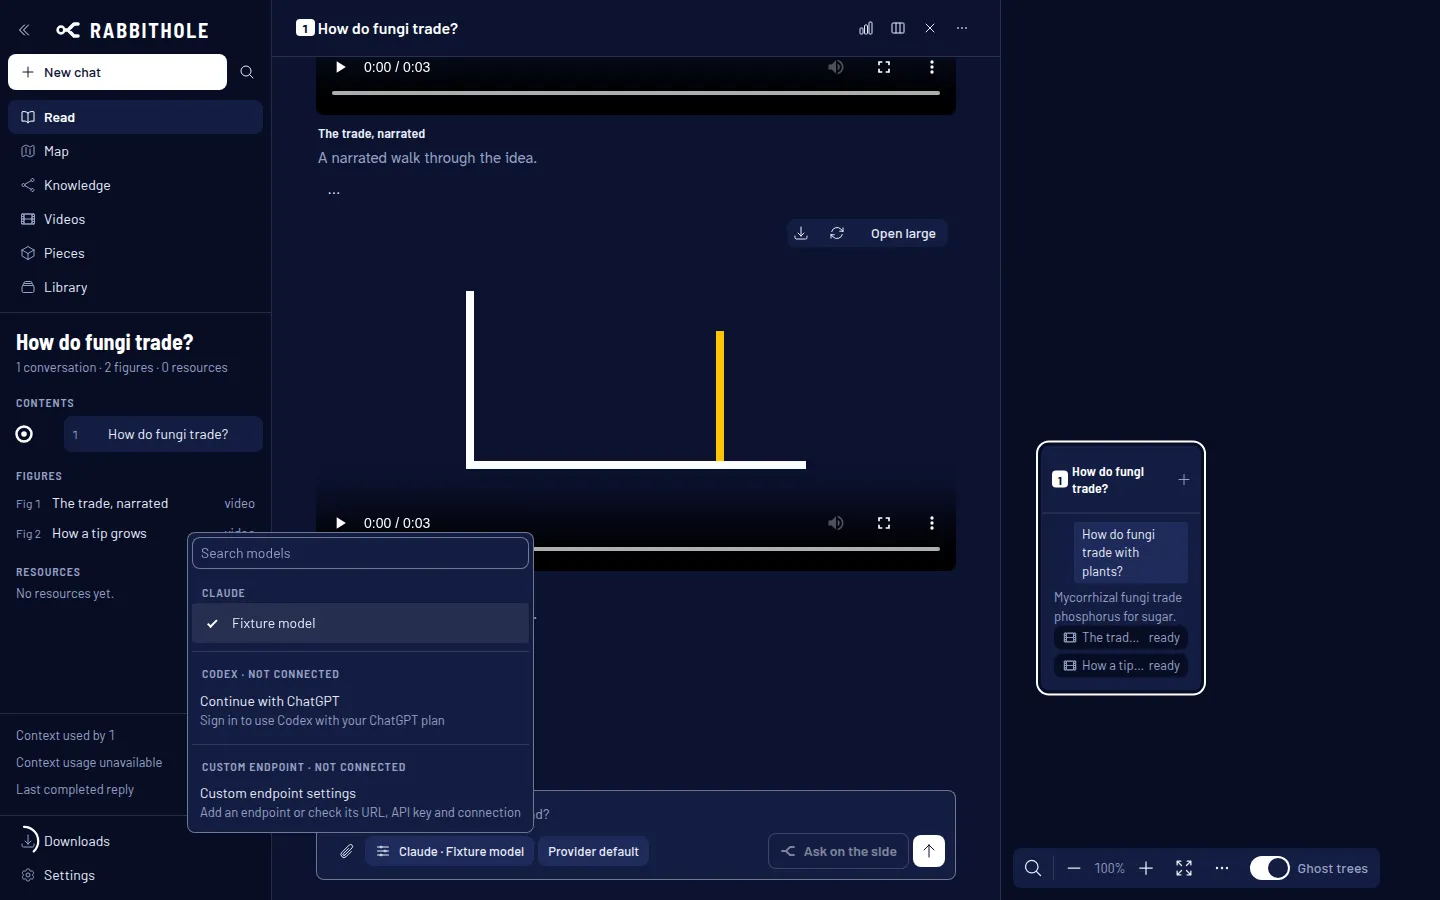 RABBITHOLE
New chat
Read
Map
Knowledge
Videos
Pieces
Library
How do fungi trade?
1 conversation · 2 figures · 0 resources
CONTENTS
1 How do fungi trade?
FIGURES
Fig 1 The trade, narrated video
Fig 2 How a tip grows
RESOURCES
No resources yet.
Context used by 1
Context usage unavailable
Last completed reply
Downloads
Settings
1 How do fungi trade?
0:00 / 0:03
The trade, narrated
A narrated walk through the idea.
...
Open large
0:00 / 0:03
Search models
CLAUDE
Fixture model
CODEX · NOT CONNECTED
Continue with ChatGPT
Sign in to use Codex with your ChatGPT plan
CUSTOM ENDPOINT · NOT CONNECTED
Custom endpoint settings
Add an endpoint or check its URL, API key and connection
Claude · Fixture model
Provider default
Ask on the side
1 How do fungi
trade?
How do fungi
trade with
plants?
Mycorrhizal fungi trade
phosphorus for sugar.
The trad... ready
How a tip... ready
100%
Ghost trees